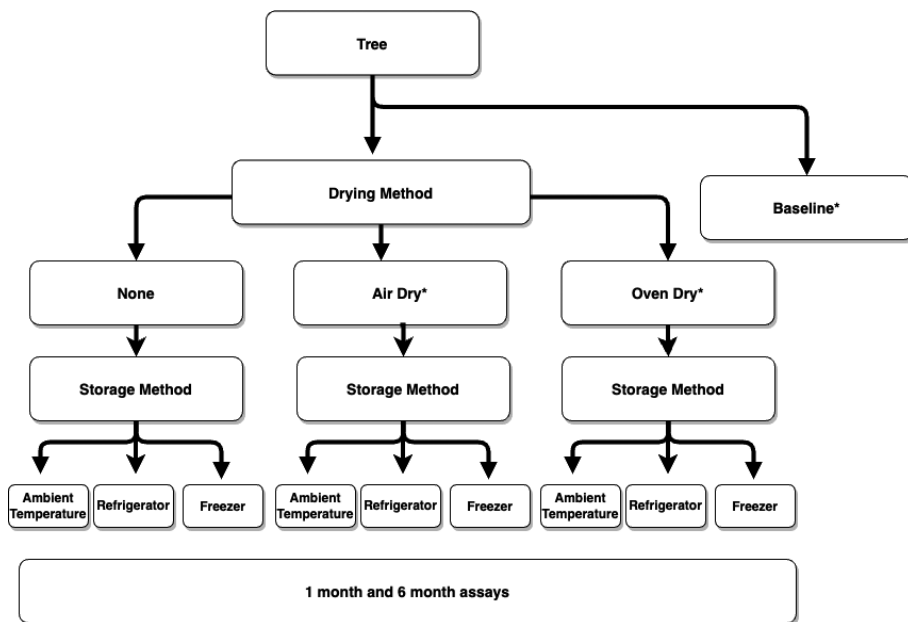 Tree
Drying Method
Baseline*
None
Air Dry*
Oven Dry*
Storage Method
Storage Method
Storage Method
Ambient
Temperature
Refrigerator
Freezer
Ambient
Temperature
Refrigerator
Freezer
Ambient
Temperature
Refrigerator
Freezer
1 month and 6 month assays